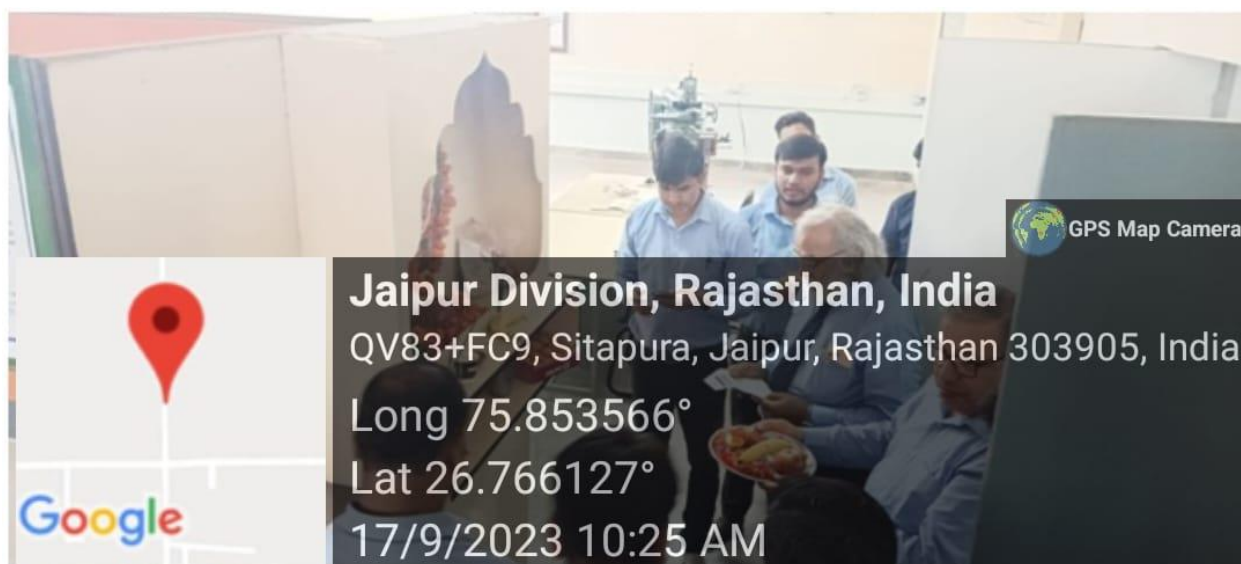 GPS Map Camera
Jaipur Division, Rajasthan, India
QV83+FC9, Sitapura, Jaipur, Rajasthan 303905, India
Long 75.853566°
Lat 26.766127°
17/9/2023 10:25 AM
Google